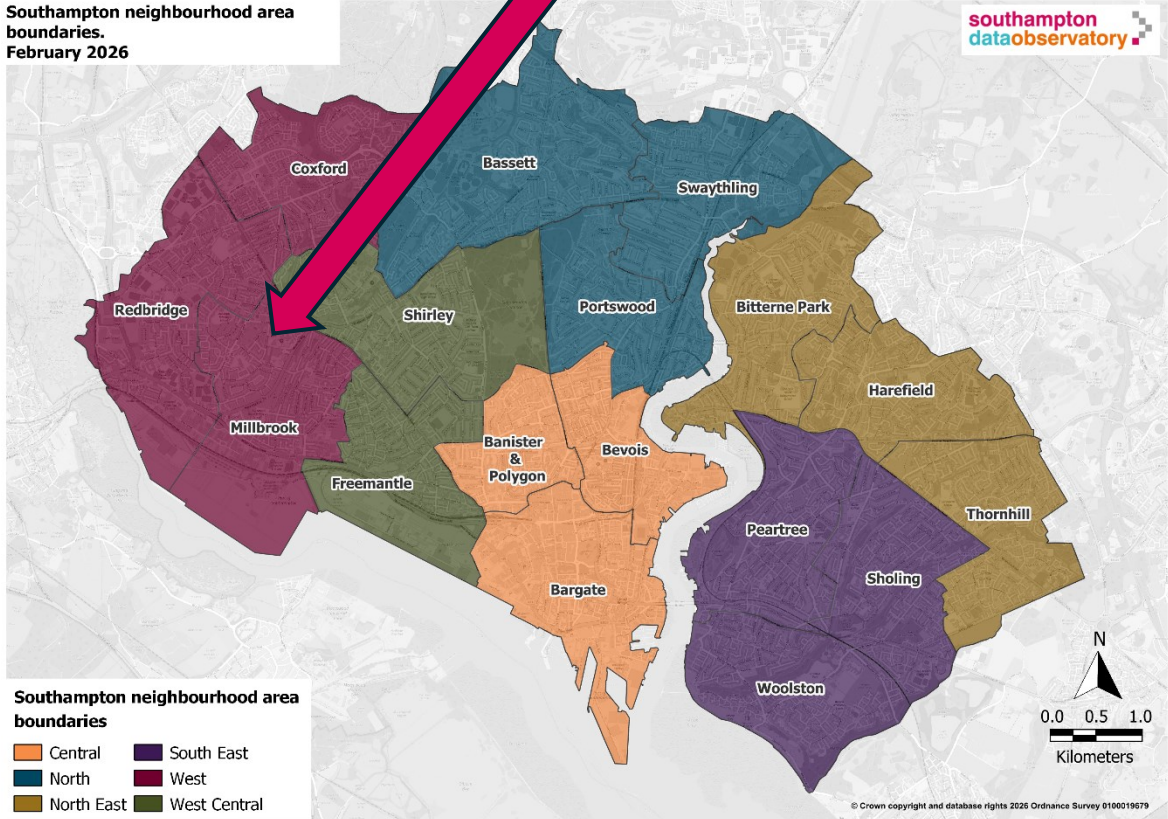 Southampton neighbourhood area
boundaries.
February 2026
southampton
dataobservatory
Coxford
Bassett
Swaythling
Redbridge
Shirley
Portswood
Bitterne Park
Harefield
Millbrook
Banister
&
Polygon
Bevois
Freemantle
Peartree
Thornhill
Sholing
Bargate
Woolston
N
0.0 0.5 1.0
Kilometers
Southampton neighbourhood area
boundaries
Central
South East
North
West
North East
West Central
© Crown copyright and database rights 2026 Ordnance Survey 0100019679